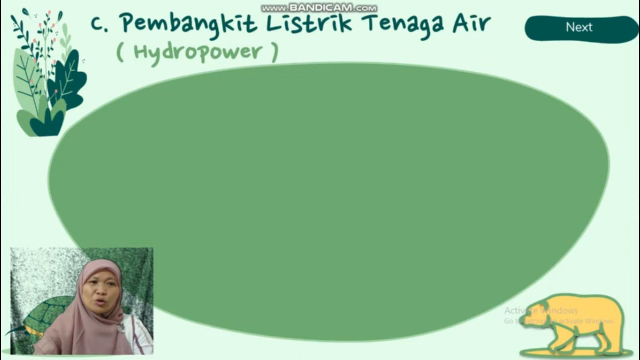 www.BANDICAM.com
c. Pembangkit Listrik Tenaga Air
( Hydropower )
Next
Activate Windows